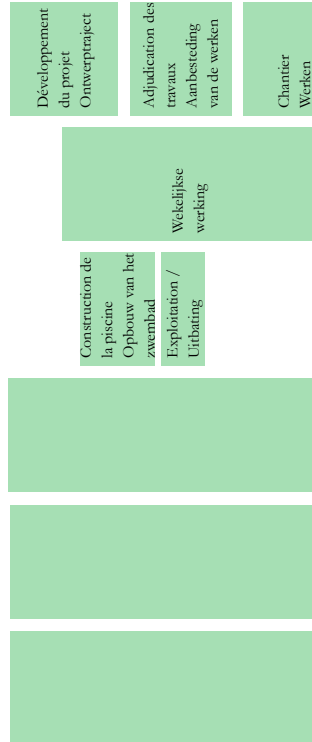 Développement
du projet
Ontwerptraject
Adjudication des
travaux
Aanbesteding
van de werken
Chantier
Werken
Wekelijkse
werking
Construction de
la piscine
Opbouw van het
zwembad
Exploitation /
Uitbating